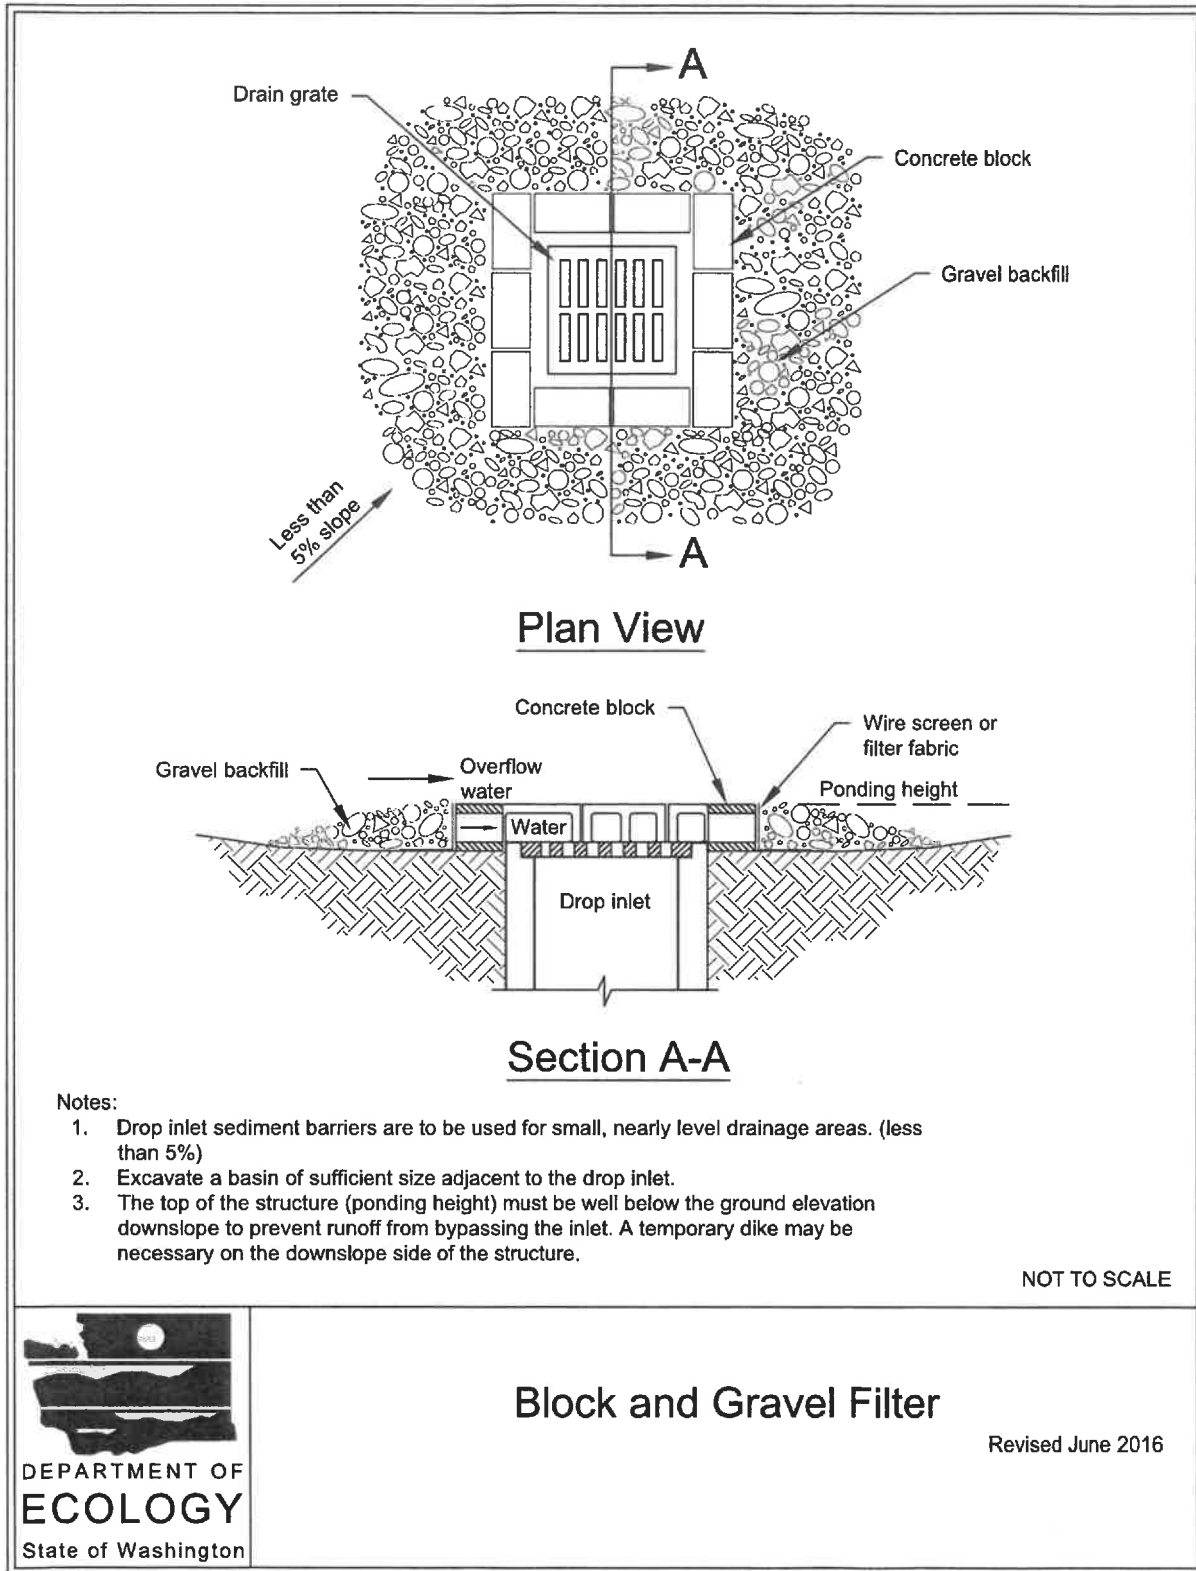 A
Drain grate
Concrete block
Gravel backfill
Less than
5% slope
A
Plan View
Concrete block
Wire screen or
filter fabric
Gravel backfill
Overflow
water
Ponding height
Water
Drop inlet
Section A-A
Notes:
1. Drop inlet sediment barriers are to be used for small, nearly level drainage areas. (less
than 5%)
2. Excavate a basin of sufficient size adjacent to the drop inlet.
3. The top of the structure (ponding height) must be well below the ground elevation
downslope to prevent runoff from bypassing the inlet. A temporary dike may be
necessary on the downslope side of the structure.
NOT TO SCALE
Block and Gravel Filter
Revised June 2016
DEPARTMENT OF
ECOLOGY
State of Washington